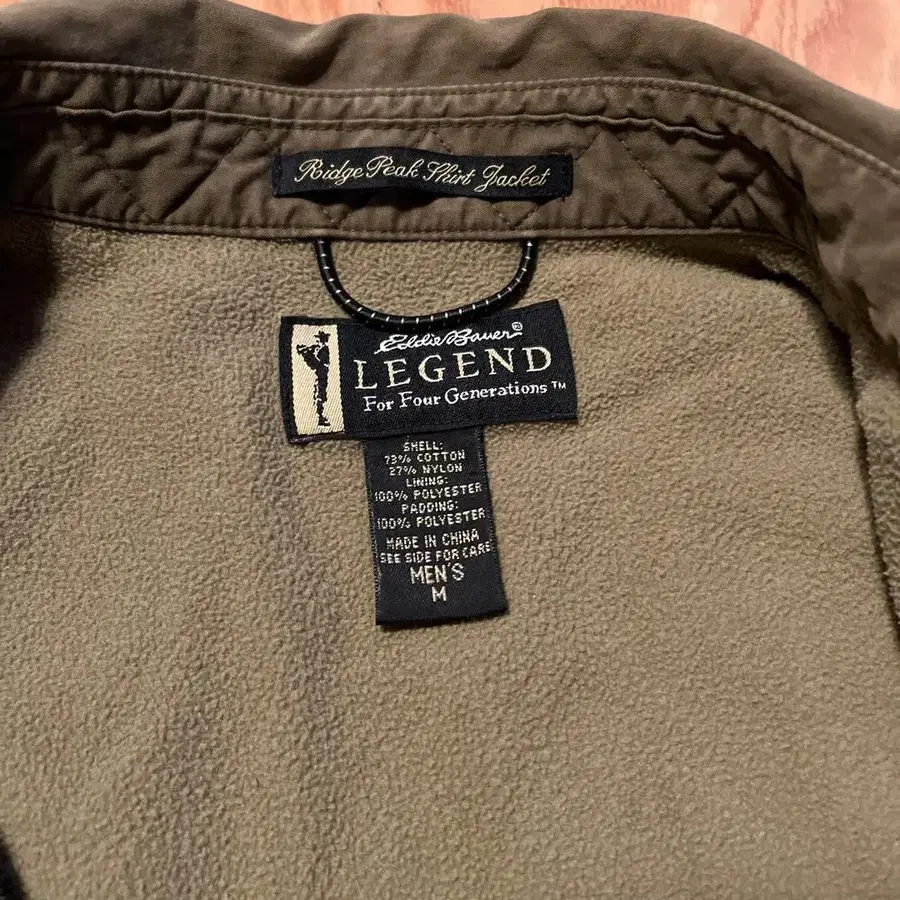 Ridge Peak Shirt Jacket
Eddie Bauer®
LEGEND
For Four Generations™
SHELL:
73% COTTON
27% NYLON
LINING:
100% POLYESTER
PADDING:
100% POLYESTER
MADE IN CHINA
SEE SIDE FOR CARE
MEN'S
M